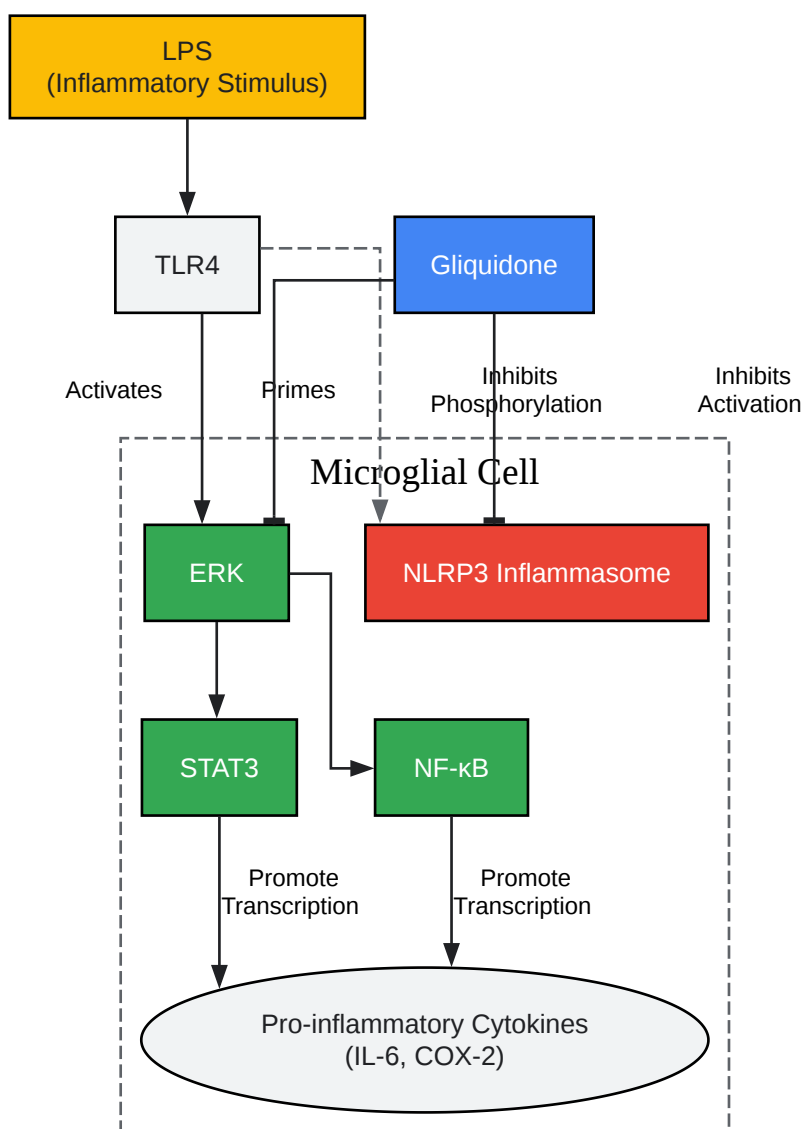 LPS
(Inflammatory Stimulus)
TLR4
Gliquidone
Activates
Primes
Inhibits
Phosphorylation
Inhibits
Activation
Microglial Cell
ERK
NLRP3 Inflammasome
STAT3
NF-κB
Promote
Transcription
Promote
Transcription
Pro-inflammatory Cytokines
(IL-6, COX-2)